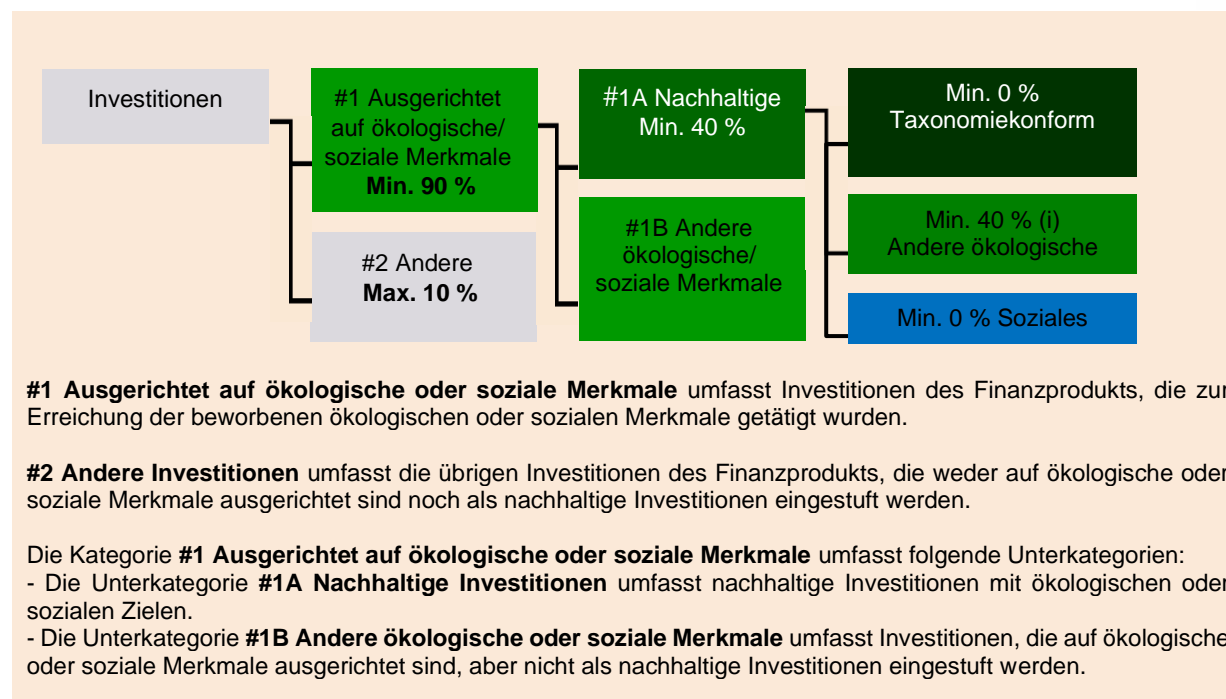 Investitionen
#1 Ausgerichtet
auf ökologische/
soziale Merkmale
Min. 90 %
#2 Andere
Max. 10 %
#1A Nachhaltige
Min. 40 %
#1B Andere
ökologische/
soziale Merkmale
Min. 0 %
Taxonomiekonform
Min. 40 % (i)
Andere ökologische
Min. 0 % Soziales
#1 Ausgerichtet auf ökologische oder soziale Merkmale umfasst Investitionen des Finanzprodukts, die zur
Erreichung der beworbenen ökologischen oder sozialen Merkmale getätigt wurden.
#2 Andere Investitionen umfasst die übrigen Investitionen des Finanzprodukts, die weder auf ökologische oder
soziale Merkmale ausgerichtet sind noch als nachhaltige Investitionen eingestuft werden.
Die Kategorie #1 Ausgerichtet auf ökologische oder soziale Merkmale umfasst folgende Unterkategorien:
- Die Unterkategorie #1A Nachhaltige Investitionen umfasst nachhaltige Investitionen mit ökologischen oder
sozialen Zielen.
- Die Unterkategorie #1B Andere ökologische oder soziale Merkmale umfasst Investitionen, die auf ökologische
oder soziale Merkmale ausgerichtet sind, aber nicht als nachhaltige Investitionen eingestuft werden.